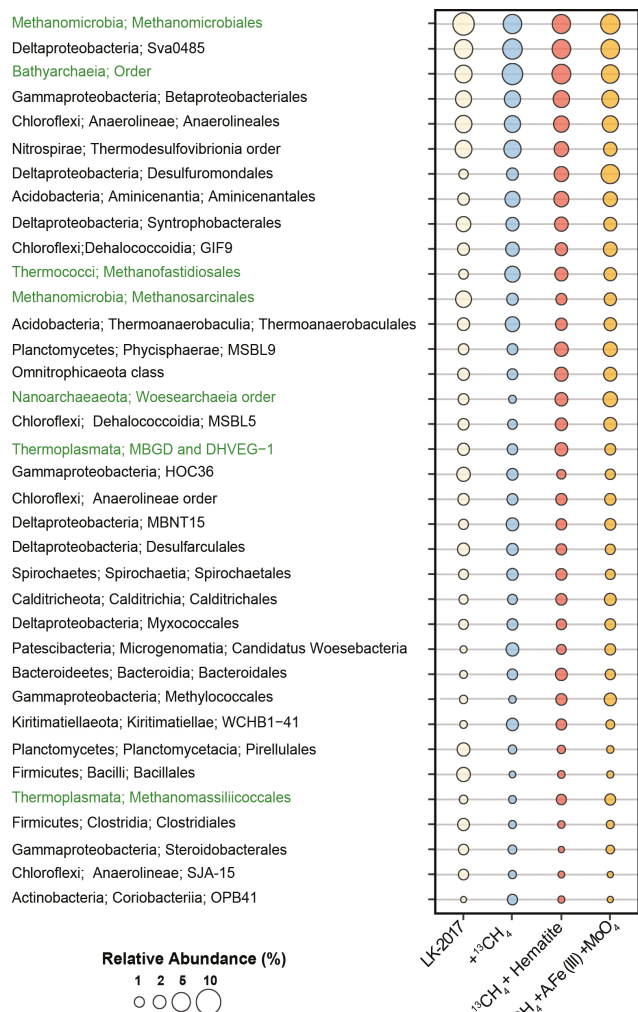 Methanomicrobia; Methanomicrobiales
Deltaproteobacteria; Sva0485
Bathyarchaeia; Order
Gammaproteobacteria; Betaproteobacteriales
Chloroflexi; Anaerolineae; Anaerolineales
Nitrospirae; Thermodesulfovibrionia order
Deltaproteobacteria; Desulfuromondales
Acidobacteria; Aminicenantia; Aminicenantales
Deltaproteobacteria; Syntrophobacterales
Chloroflexi;Dehalococcoidia; GIF9
Thermococci; Methanofastidiosales
Methanomicrobia; Methanosarcinales
Acidobacteria; Thermoanaerobaculia; Thermoanaerobaculales
Planctomycetes; Phycisphaerae; MSBL9
Omnitrophicaeota class
Nanoarchaeaeota; Woesearchaeia order
Chloroflexi; Dehalococcoidia; MSBL5
Thermoplasmata; MBGD and DHVEG−1
Gammaproteobacteria; HOC36
Chloroflexi; Anaerolineae order
Deltaproteobacteria; MBNT15
Deltaproteobacteria; Desulfarculales
Spirochaetes; Spirochaetia; Spirochaetales
Calditricheota; Calditrichia; Calditrichales
Deltaproteobacteria; Myxococcales
Patescibacteria; Microgenomatia; Candidatus Woesebacteria
Bacteroideetes; Bacteroidia; Bacteroidales
Gammaproteobacteria; Methylococcales
Kiritimatiellaeota; Kiritimatiellae; WCHB1−41
Planctomycetes; Planctomycetacia; Pirellulales
Firmicutes; Bacilli; Bacillales
Thermoplasmata; Methanomassiliicoccales
Firmicutes; Clostridia; Clostridiales
Gammaproteobacteria; Steroidobacterales
Chloroflexi; Anaerolineae; SJA-15
Actinobacteria; Coriobacteriia; OPB41
LK-2017
+¹³CH₄
¹³CH₄+ Hematite
CH₄+A.Fe (III) +MoO₄
Relative Abundance (%)
1 2 5 10